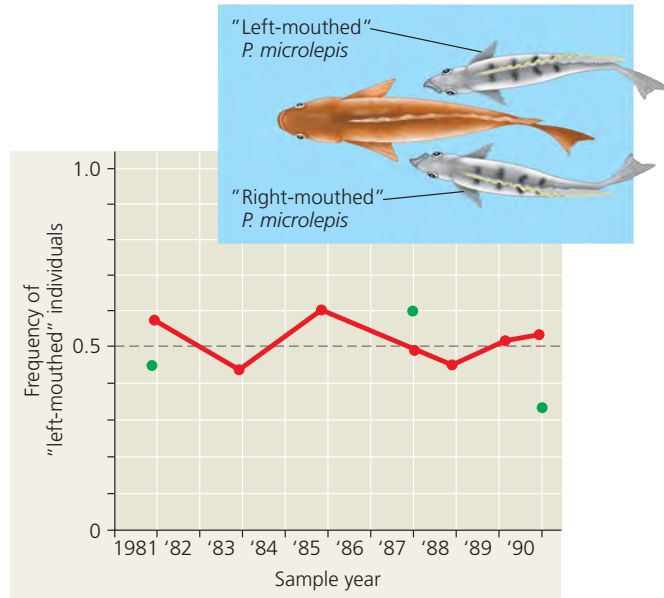 "Left-mouthed"
P. microlepis
"Right-mouthed"
P. microlepis
1.0
0.5
0
Frequency of
"left-mouthed" individuals
1981 '82 '83 '84 '85 '86 '87 '88 '89 '90
Sample year